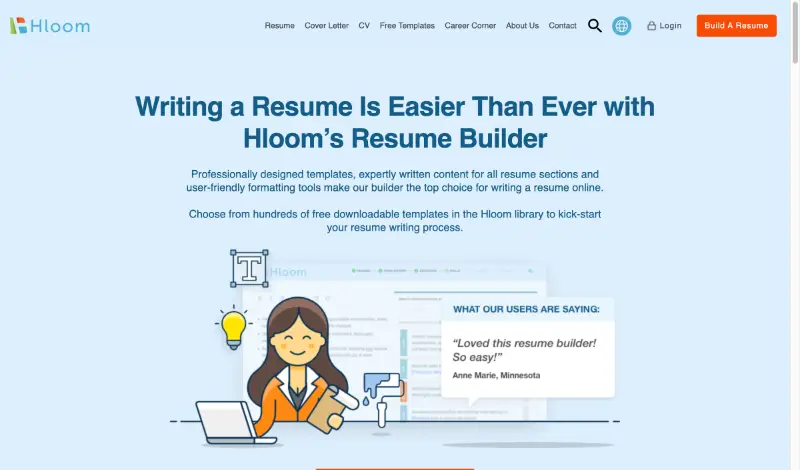 Hloom
Resume Cover Letter CV Free Templates Career Corner About Us Contact Login Build A Resume
Writing a Resume Is Easier Than Ever with
Hloom’s Resume Builder
Professionally designed templates, expertly written content for all resume sections and
user-friendly formatting tools make our builder the top choice for writing a resume online.
Choose from hundreds of free downloadable templates in the Hloom library to kick-start
your resume writing process.
T
Hloom
WHAT OUR USERS ARE SAYING:
“Loved this resume builder!
So easy!”
Anne Marie, Minnesota